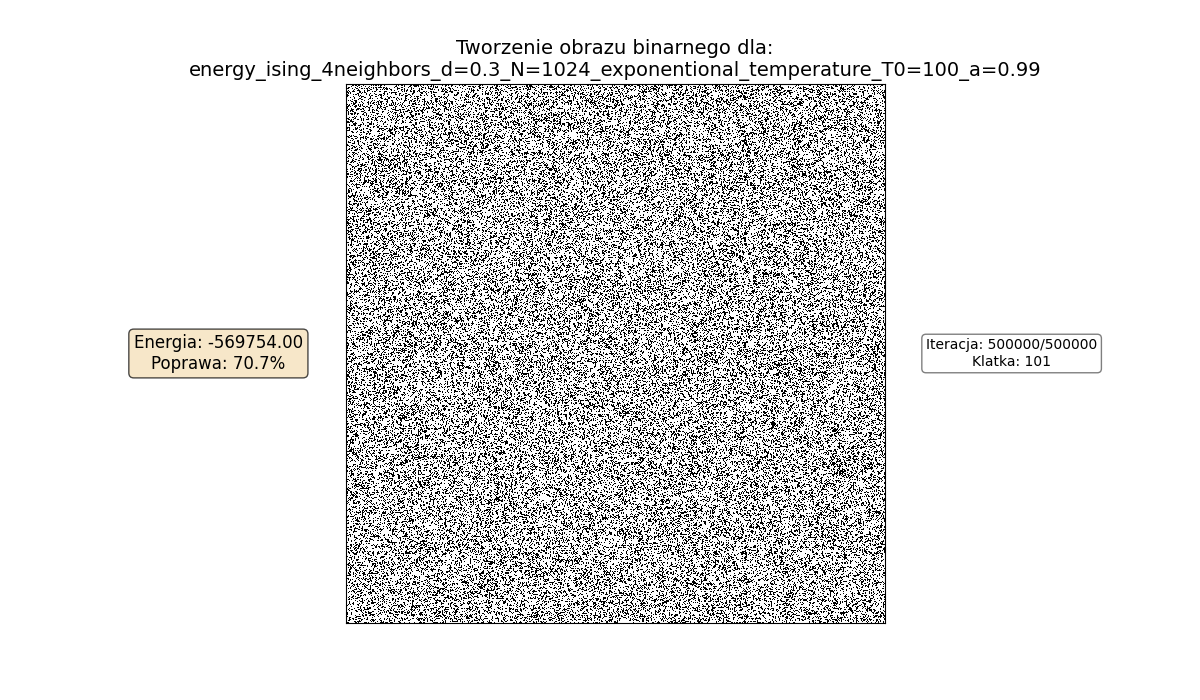 Tworzenie obrazu binarnego dla:
energy_ising_4neighbors_d=0.3_N=1024_exponentional_temperature_T0=100_a=0.99
Energia: -569754.00
Poprawa: 70.7%
Iteracja: 500000/500000
Klatka: 101